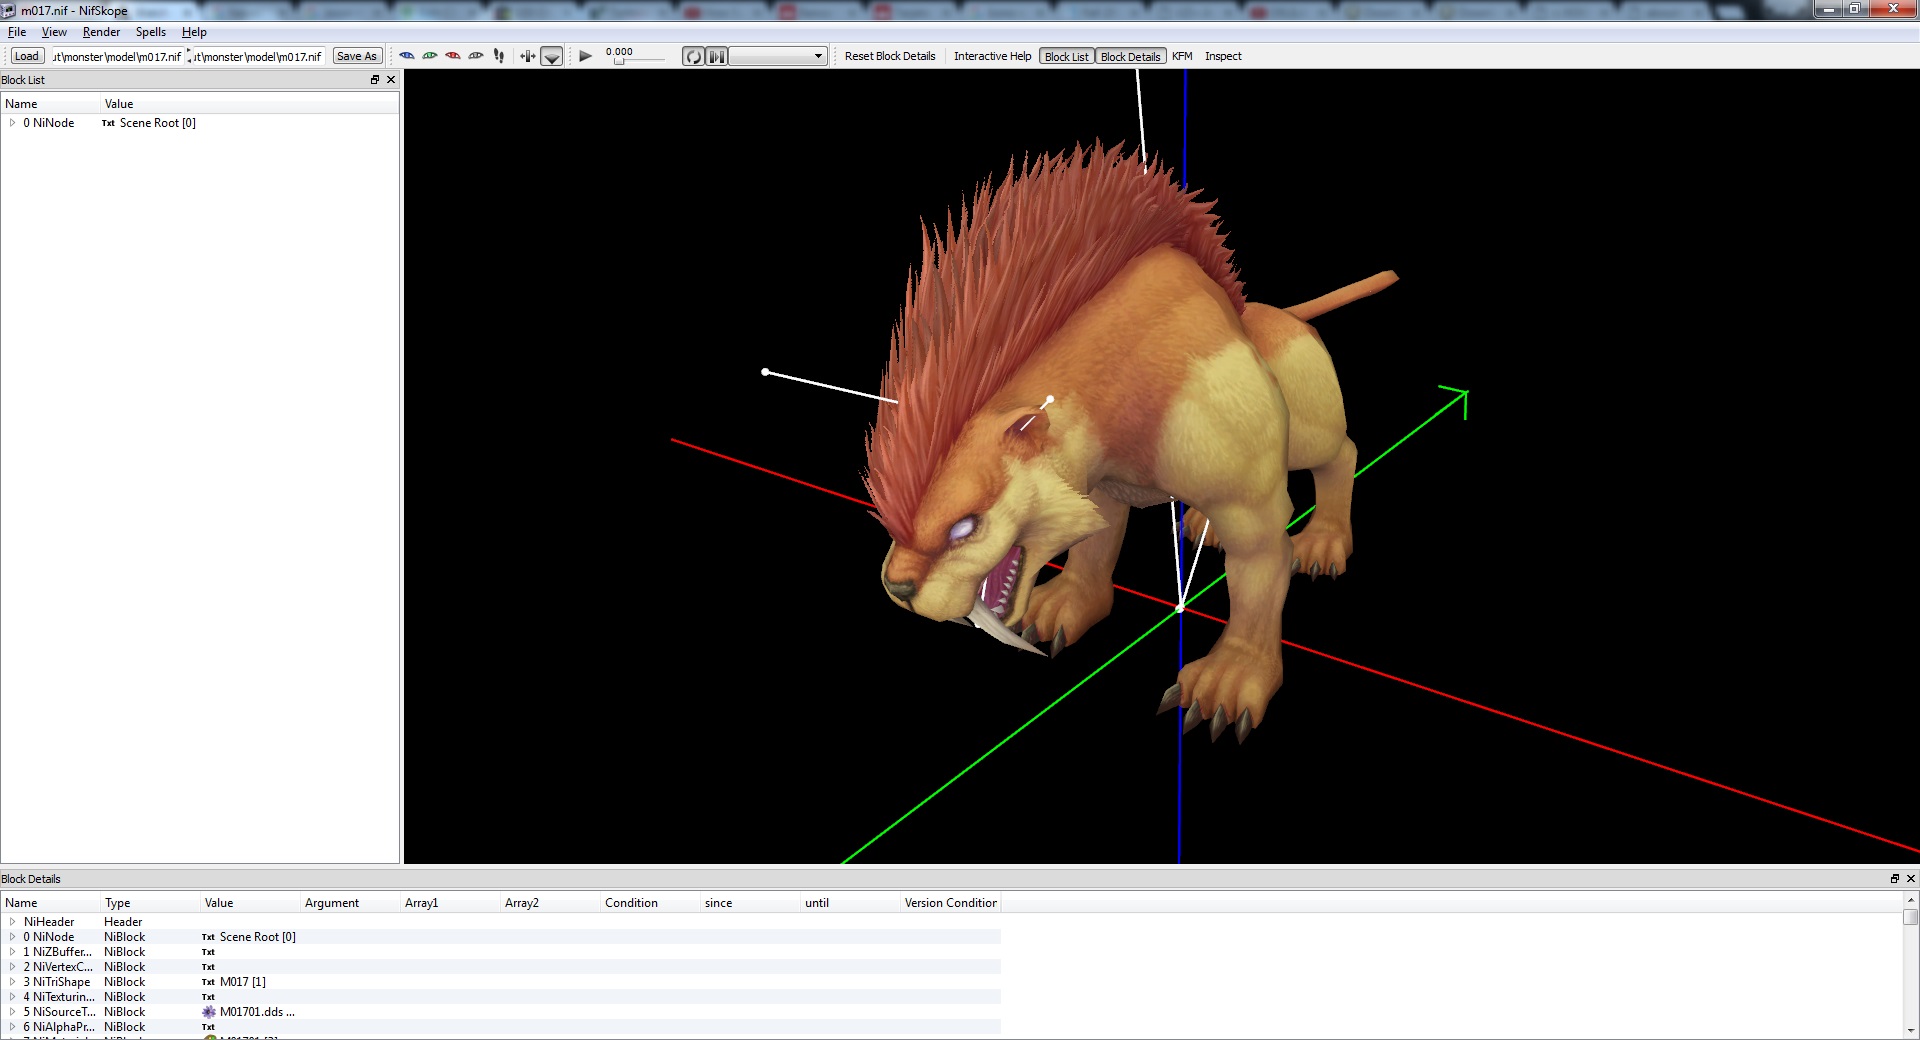 m017.nif - NifSkope
File View Render Spells Help
Load ut\monster\model\m017.nif ut\monster\model\m017.nif Save As 0.000 Reset Block Details Interactive Help Block List Block Details KFM Inspect
Block List
Name Value
0 NiNode Txt Scene Root [0]
Block Details
Name Type Value Argument Array1 Array2 Condition since until Version Condition
NiHeader Header
0 NiNode NiBlock Txt Scene Root [0]
1 NiZBuffer... NiBlock Txt
2 NiVertexC... NiBlock Txt
3 NiTriShape NiBlock Txt M017 [1]
4 NiTexturin... NiBlock Txt
5 NiSourceT... NiBlock M01701.dds ...
6 NiAlphaPr... NiBlock Txt